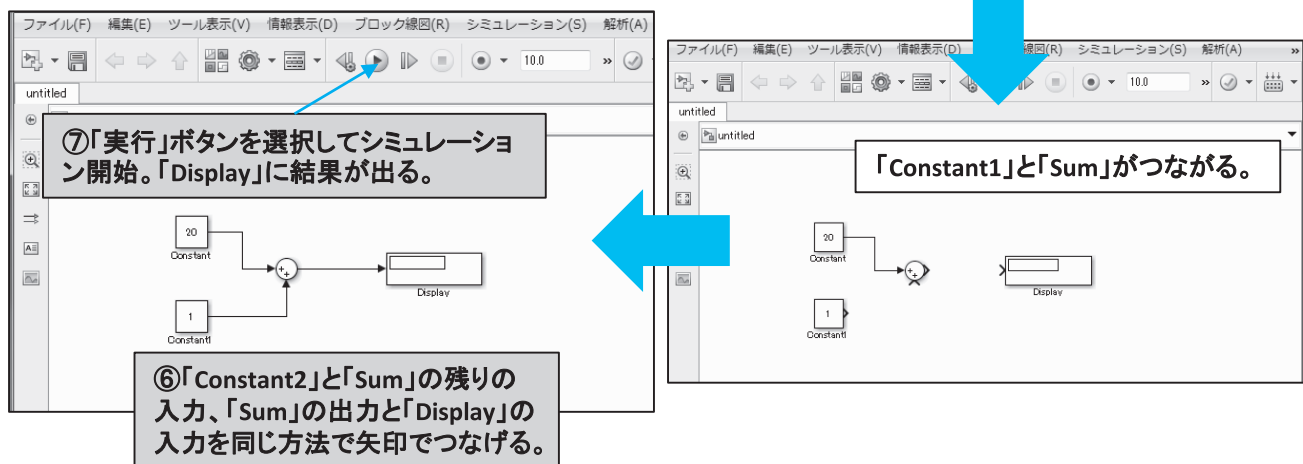 ファイル(F) 編集(E) ツール表示(V) 情報表示(D) ブロック線図(R) シミュレーション(S) 解析(A)
10.0 »
untitled
⑦「実行」ボタンを選択してシミュレーショ
ン開始。「Display」に結果が出る。
20
Constant
Display
1
Constant1
⑥「Constant2」と「Sum」の残りの
入力、「Sum」の出力と「Display」の
入力を同じ方法で矢印でつなげる。
ファイル(F) 編集(E) ツール表示(V) 情報表示(D) 線図(R) シミュレーション(S) 解析(A) »
10.0 »
untitled
untitled
「Constant1」と「Sum」がつながる。
20
Constant
Display
1
Constant1